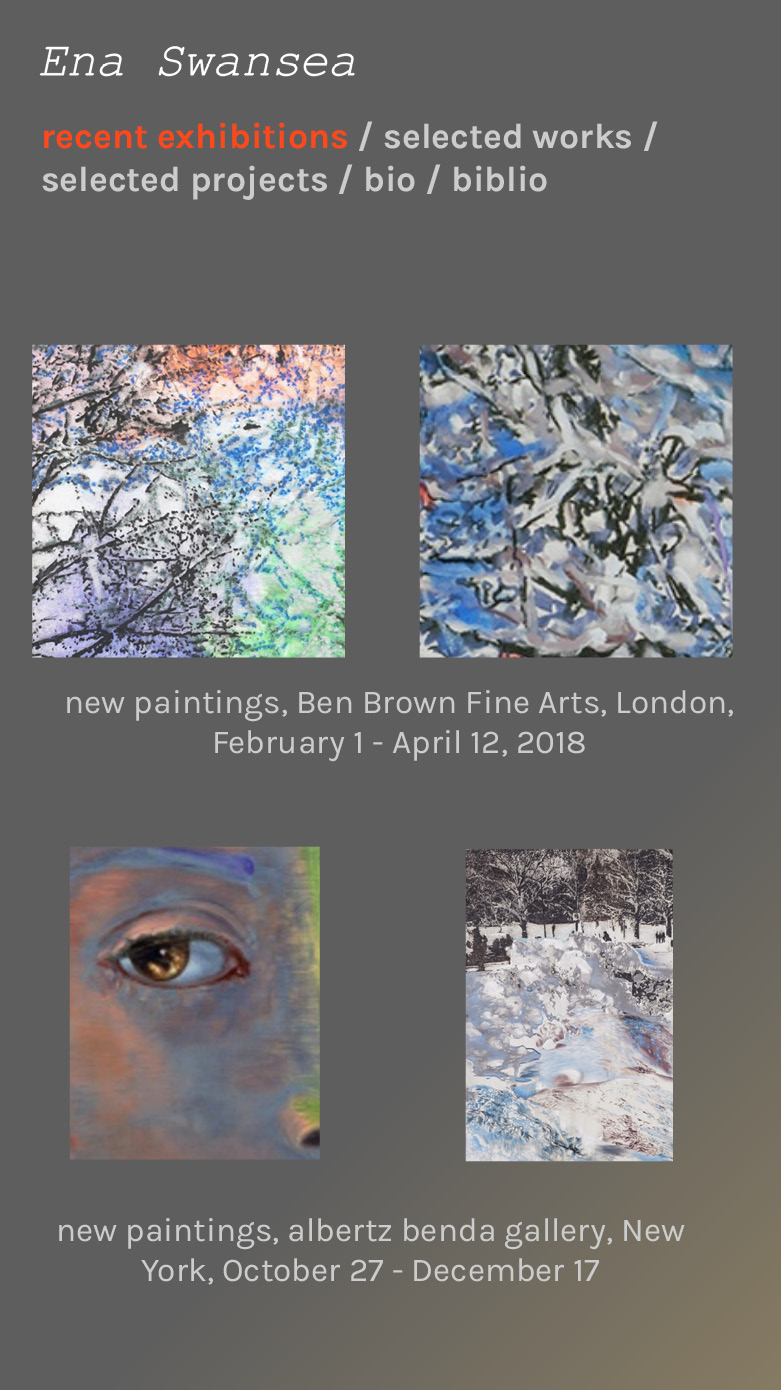 Ena Swansea
recent exhibitions / selected works /
selected projects / bio / biblio
new paintings, Ben Brown Fine Arts, London,
February 1 - April 12, 2018
new paintings, albertz benda gallery, New
York, October 27 - December 17